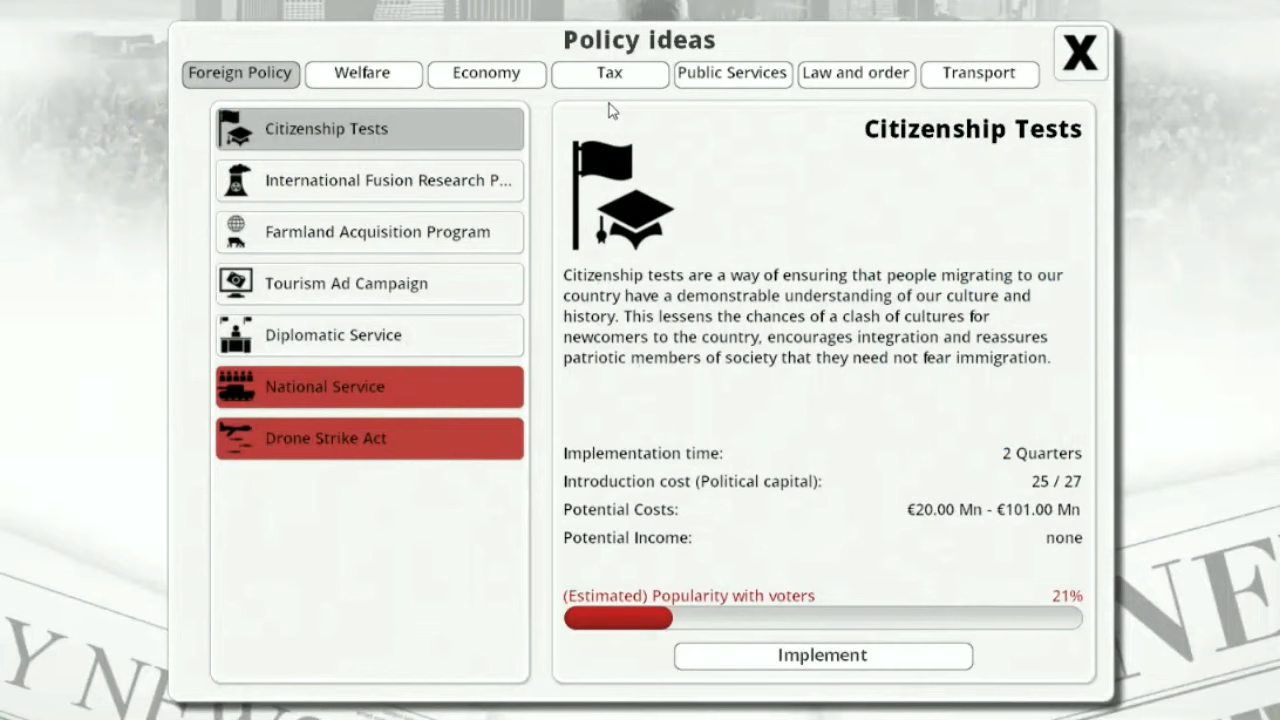 Policy ideas
X
Foreign Policy
Welfare
Economy
Tax
Public Services
Law and order
Transport
Citizenship Tests
International Fusion Research P...
Farmland Acquisition Program
Tourism Ad Campaign
Diplomatic Service
National Service
Drone Strike Act
Citizenship Tests
Citizenship tests are a way of ensuring that people migrating to our
country have a demonstrable understanding of our culture and
history. This lessens the chances of a clash of cultures for
newcomers to the country, encourages integration and reassures
patriotic members of society that they need not fear immigration.
Implementation time: 2 Quarters
Introduction cost (Political capital): 25 / 27
Potential Costs: €20.00 Mn - €101.00 Mn
Potential Income: none
(Estimated) Popularity with voters 21%
Implement